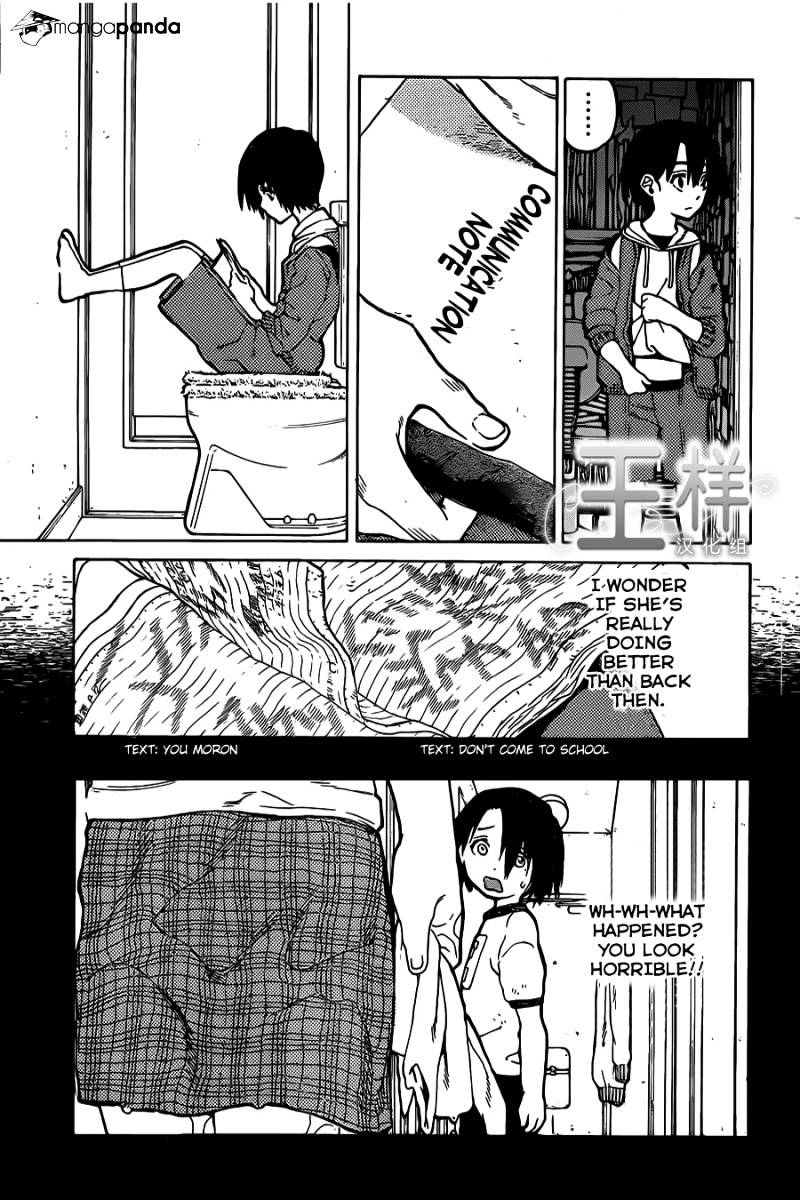 mangapanda
......
COMMUNICATION
NOTE
王样
汉化组
I WONDER
IF SHE'S
REALLY
DOING
BETTER
THAN BACK
THEN.
TEXT: YOU MORON
TEXT: DON'T COME TO SCHOOL
WH-WH-WHAT
HAPPENED?
YOU LOOK
HORRIBLE!!